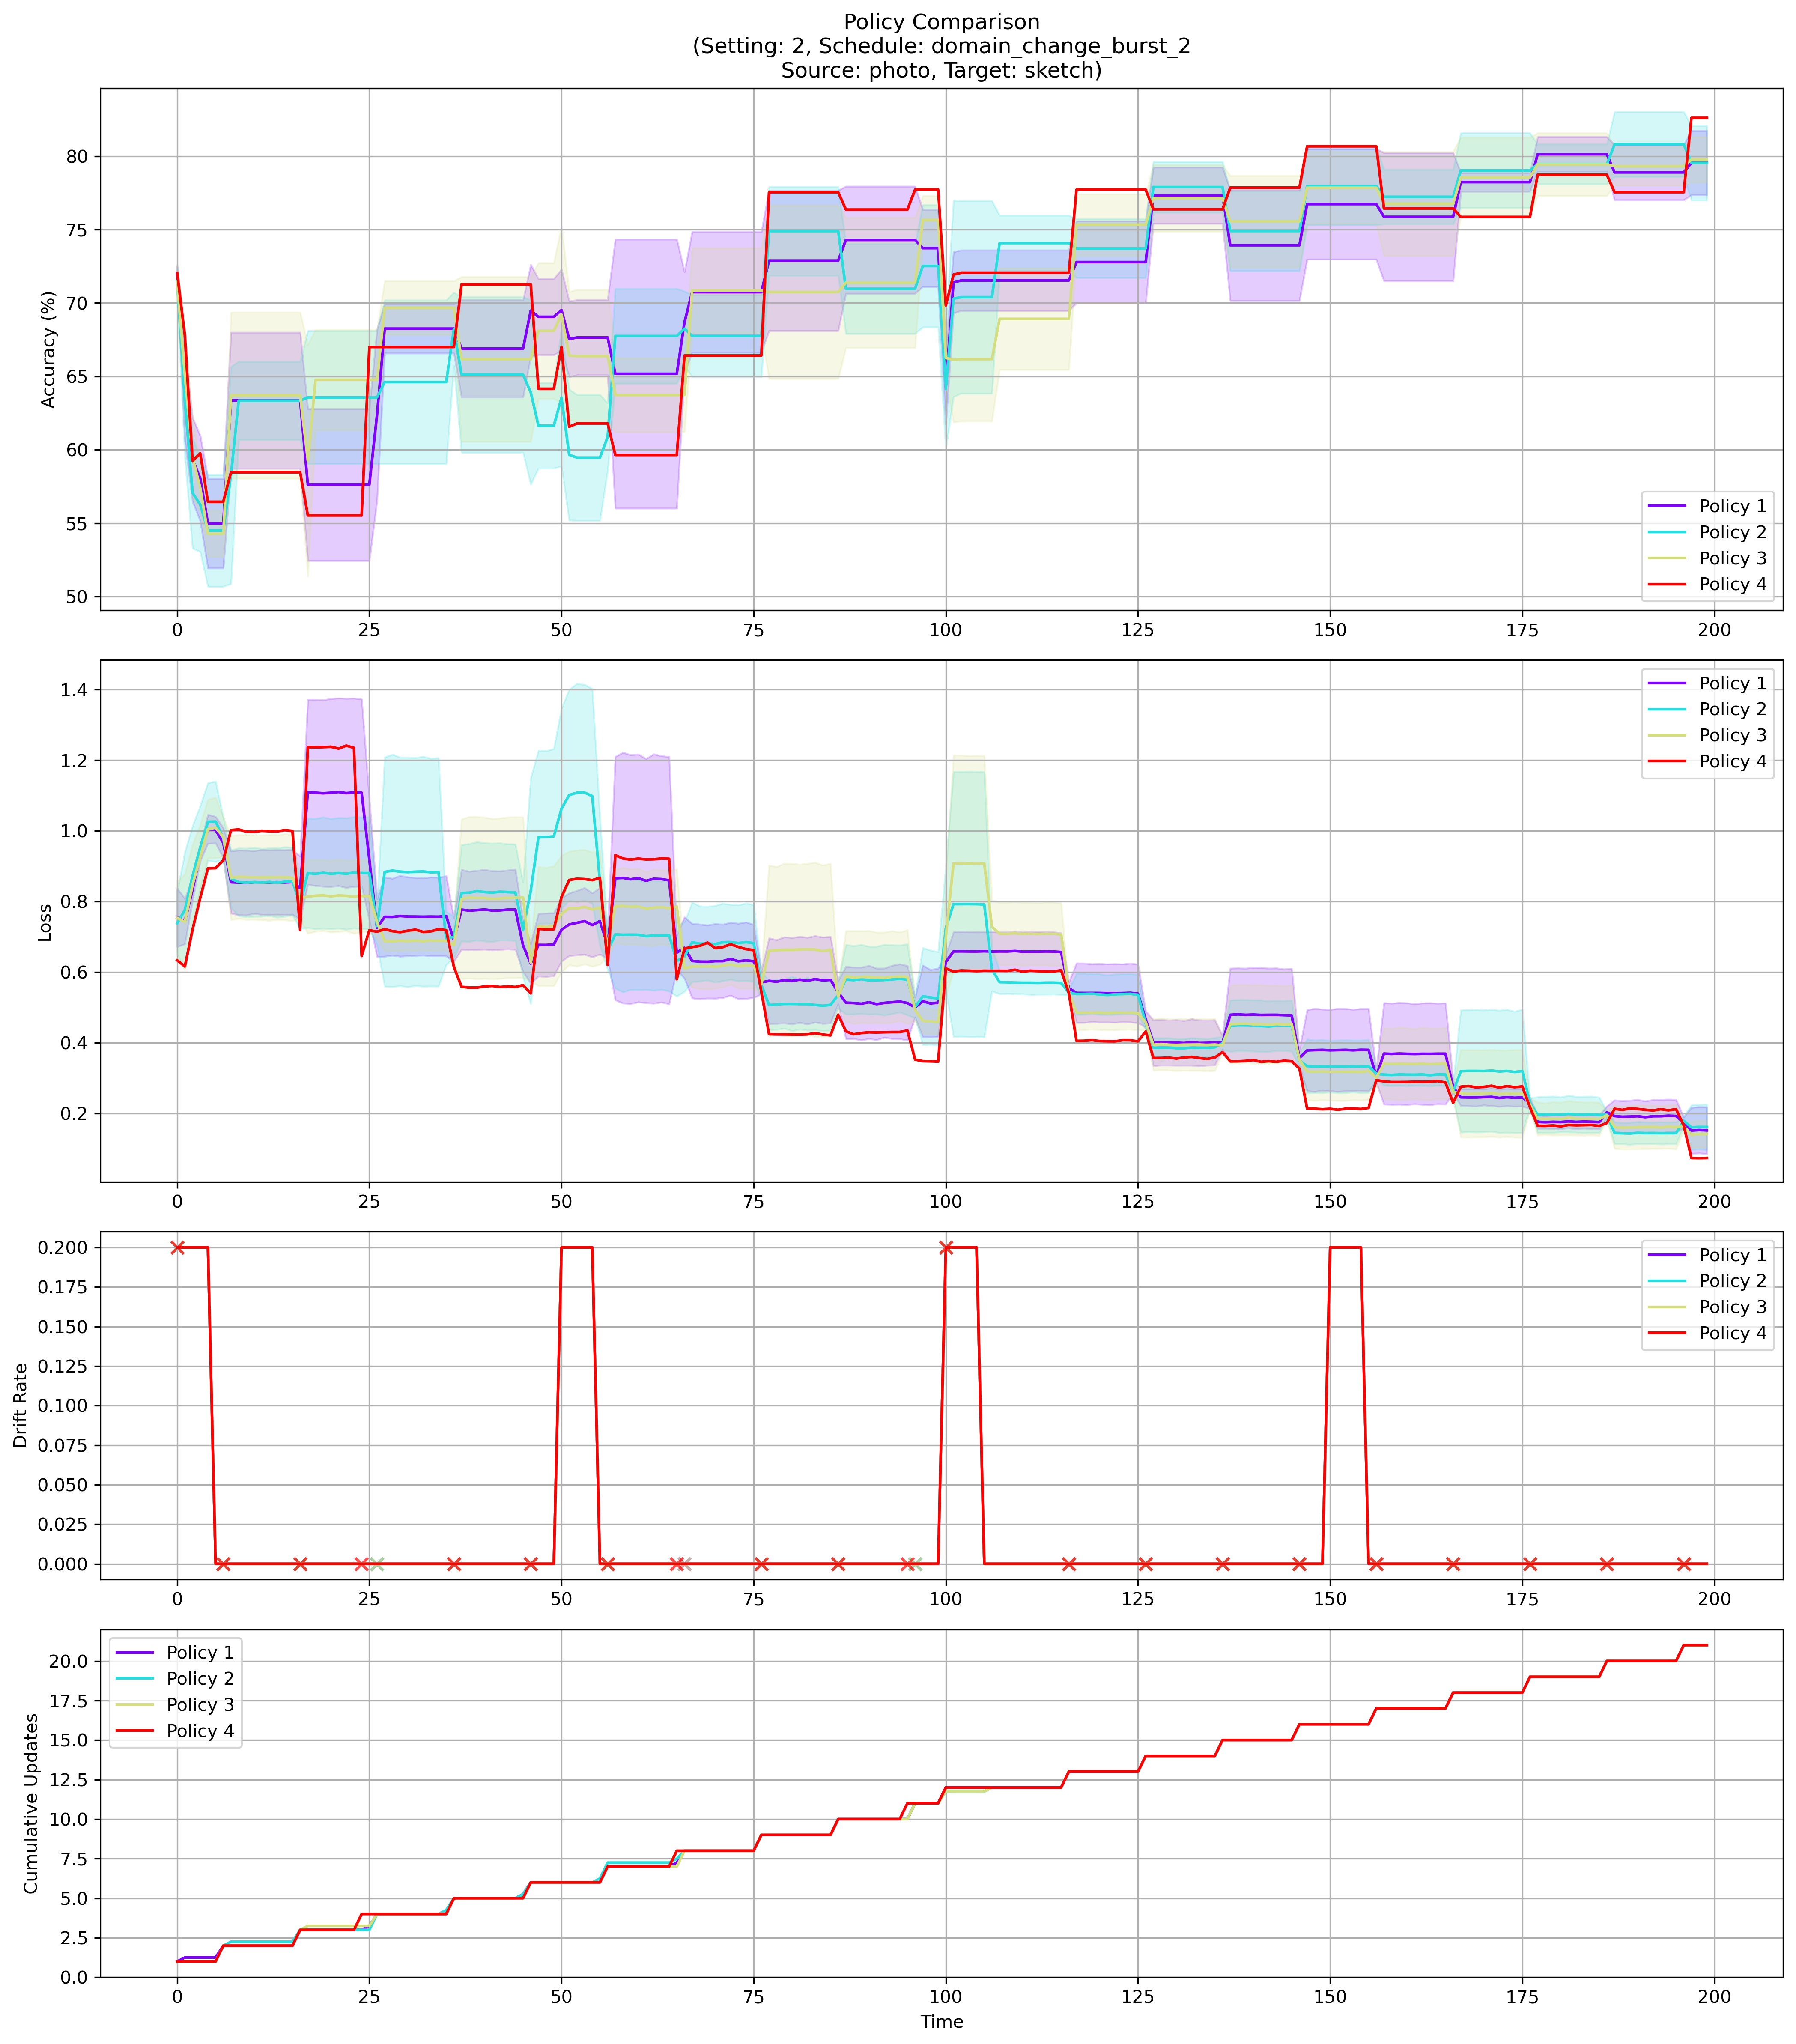 Policy Comparison
(Setting: 2, Schedule: domain_change_burst_2
Source: photo, Target: sketch)
Accuracy (%)
80
75
70
65
60
55
50
Policy 1
Policy 2
Policy 3
Policy 4
0 25 50 75 100 125 150 175 200
Loss
1.4
1.2
1.0
0.8
0.6
0.4
0.2
Policy 1
Policy 2
Policy 3
Policy 4
0 25 50 75 100 125 150 175 200
Drift Rate
0.200
0.175
0.150
0.125
0.100
0.075
0.050
0.025
0.000
Policy 1
Policy 2
Policy 3
Policy 4
0 25 50 75 100 125 150 175 200
Cumulative Updates
20.0
17.5
15.0
12.5
10.0
7.5
5.0
2.5
0.0
Policy 1
Policy 2
Policy 3
Policy 4
0 25 50 75 100 125 150 175 200
Time